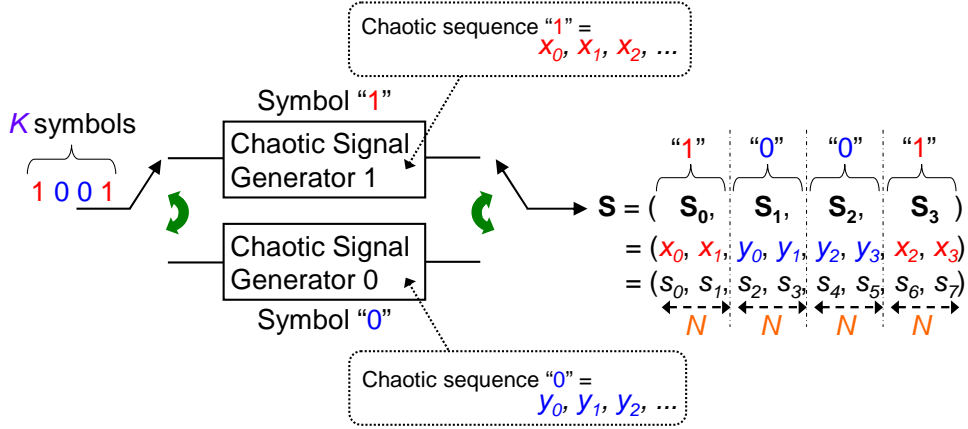 Chaotic sequence “1” =
x0, x1, x2, ...
Symbol “1”
K symbols
1 0 0 1
Chaotic Signal
Generator 1
Chaotic Signal
Generator 0
Symbol “0”
Chaotic sequence “0” =
y0, y1, y2, ...
“1” “0” “0” “1”
S = ( S0, S1, S2, S3 )
= (x0, x1, y0, y1, y2, y3, x2, x3)
= (s0, s1, s2, s3, s4, s5, s6, s7)
N N N N